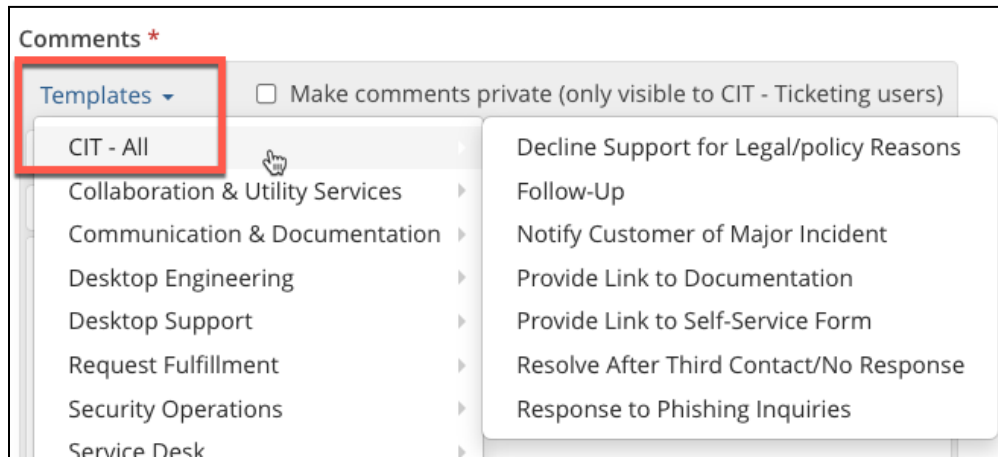 Comments *
Templates
Make comments private (only visible to CIT - Ticketing users)
CIT - All
Collaboration & Utility Services
Communication & Documentation
Desktop Engineering
Desktop Support
Request Fulfillment
Security Operations
Service Desk
Decline Support for Legal/policy Reasons
Follow-Up
Notify Customer of Major Incident
Provide Link to Documentation
Provide Link to Self-Service Form
Resolve After Third Contact/No Response
Response to Phishing Inquiries